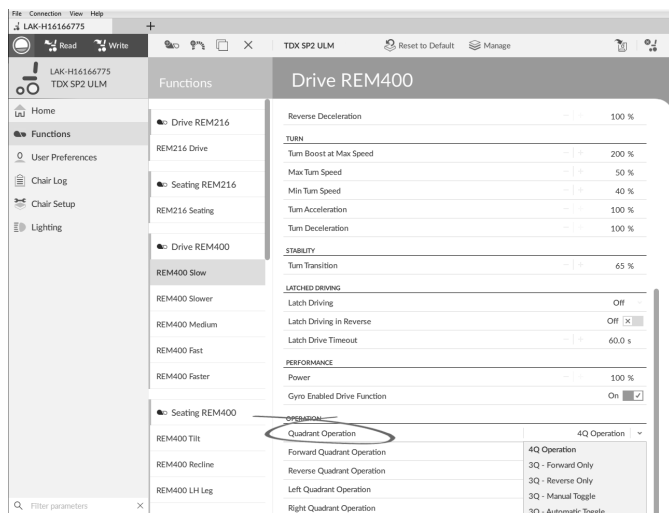 File Connection View Help
LAK-H16166775
+
Read Write
TDX SP2 ULM Reset to Default Manage
LAK-H16166775
TDX SP2 ULM
Functions
Drive REM400
Home
Functions
User Preferences
Chair Log
Chair Setup
Lighting
Filter parameters
Drive REM216
REM216 Drive
Seating REM216
REM216 Seating
Drive REM400
REM400 Slow
REM400 Slower
REM400 Medium
REM400 Fast
REM400 Faster
Seating REM400
REM400 Tilt
REM400 Recline
REM400 LH Leg
Reverse Deceleration - + 100 %
TURN
Turn Boost at Max Speed - + 200 %
Max Turn Speed - + 50 %
Min Turn Speed - + 40 %
Turn Acceleration - + 100 %
Turn Deceleration - + 100 %
STABILITY
Turn Transition - + 65 %
LATCHED DRIVING
Latch Driving Off
Latch Driving in Reverse Off
Latch Drive Timeout - + 60.0 s
PERFORMANCE
Power - + 100 %
Gyro Enabled Drive Function On
OPERATION
Quadrant Operation 4Q Operation
Forward Quadrant Operation
Reverse Quadrant Operation
Left Quadrant Operation
Right Quadrant Operation
4Q Operation
3Q - Forward Only
3Q - Reverse Only
3Q - Manual Toggle
3Q - Automatic Toggle